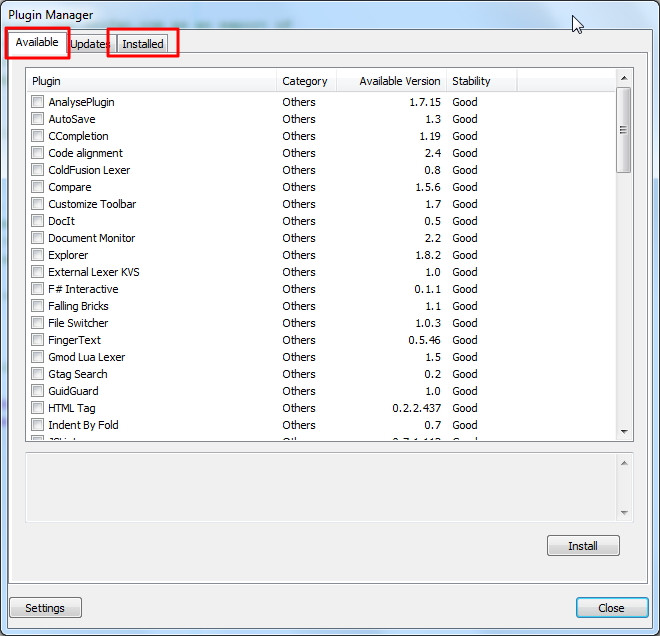 Plugin Manager
Available Updates Installed
Plugin Category Available Version Stability
AnalysePlugin Others 1.7.15 Good
AutoSave Others 1.3 Good
CCompletion Others 1.19 Good
Code alignment Others 2.4 Good
ColdFusion Lexer Others 0.8 Good
Compare Others 1.5.6 Good
Customize Toolbar Others 1.7 Good
DocIt Others 0.5 Good
Document Monitor Others 2.2 Good
Explorer Others 1.8.2 Good
External Lexer KVS Others 1.0 Good
F# Interactive Others 0.1.1 Good
Falling Bricks Others 1.1 Good
File Switcher Others 1.0.3 Good
FingerText Others 0.5.46 Good
Gmod Lua Lexer Others 1.5 Good
Gtag Search Others 0.2 Good
GuidGuard Others 1.0 Good
HTML Tag Others 0.2.2.437 Good
Indent By Fold Others 0.7 Good
Install
Settings Close